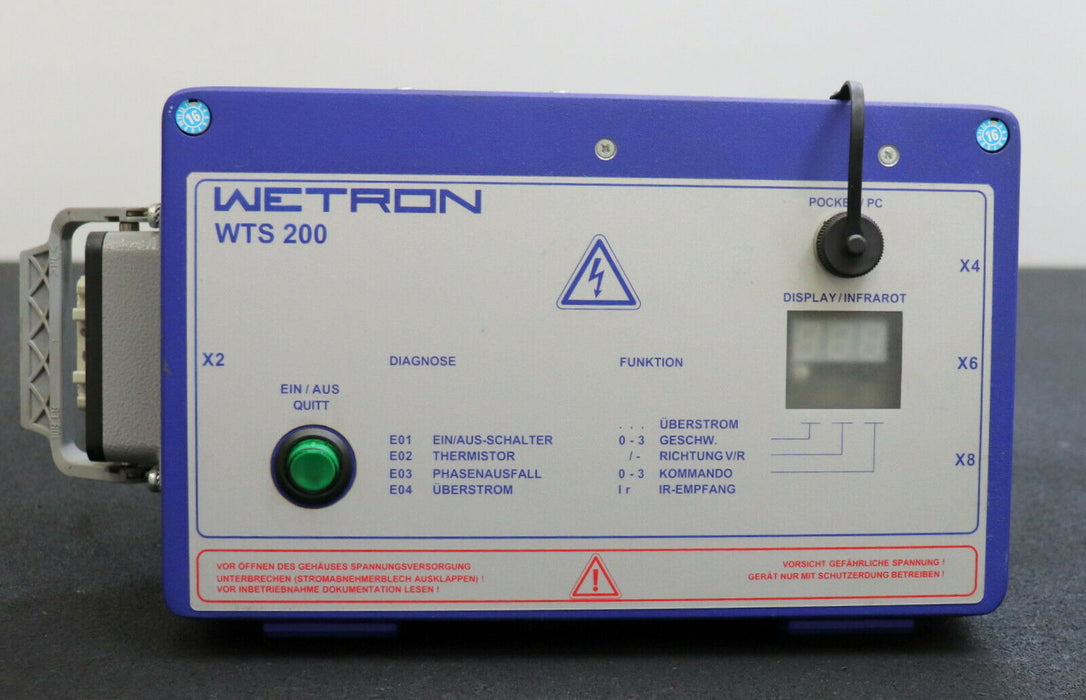 16
16
WETRON
WTS 200
POCKET / PC
X4
DISPLAY/INFRAROT
X2
X6
X8
EIN / AUS
QUITT
DIAGNOSE
E01 EIN/AUS-SCHALTER
E02 THERMISTOR
E03 PHASENAUSFALL
E04 ÜBERSTROM
FUNKTION
. . . ÜBERSTROM
0 - 3 GESCHW.
/ - RICHTUNG V/R
0 - 3 KOMMANDO
I r IR-EMPFANG
VOR ÖFFNEN DES GEHÄUSES SPANNUNGSVERSORGUNG
UNTERBRECHEN (STROMABNEHMERBLECH AUSKLAPPEN) !
VOR INBETRIEBNAHME DOKUMENTATION LESEN !
VORSICHT GEFÄHRLICHE SPANNUNG !
GERÄT NUR MIT SCHUTZERDUNG BETREIBEN !